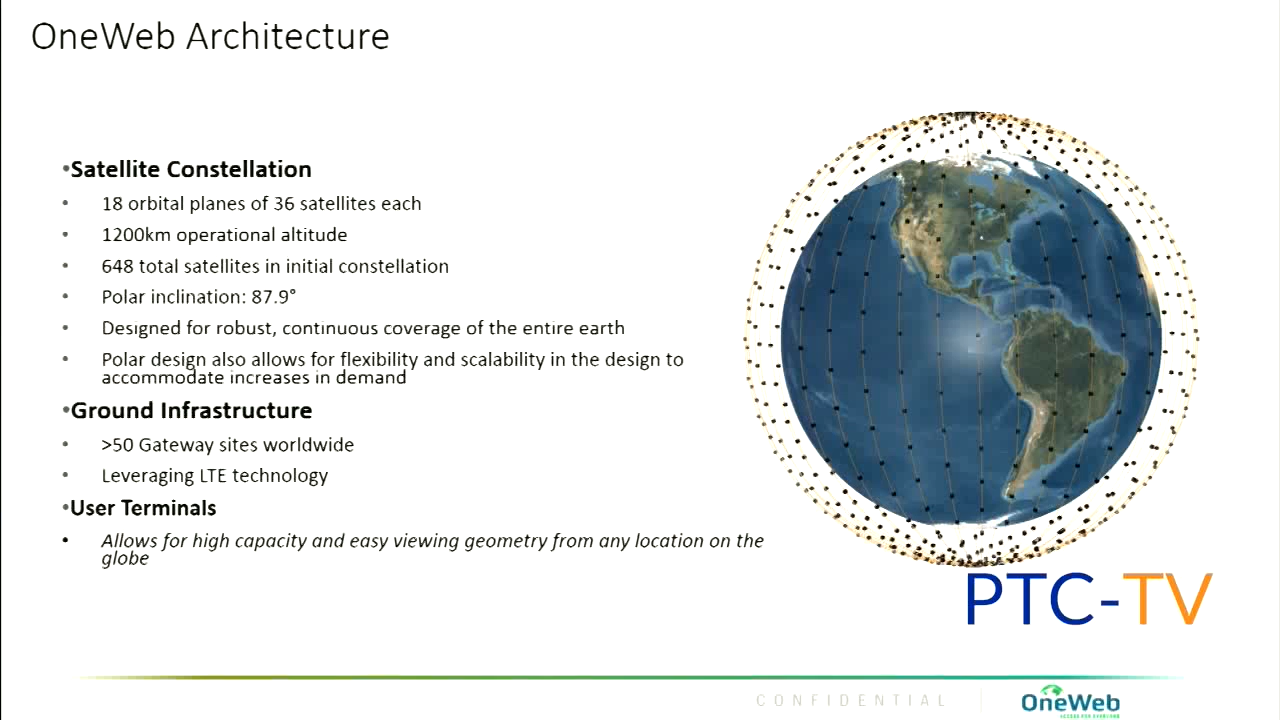 OneWeb Architecture
•Satellite Constellation
• 18 orbital planes of 36 satellites each
• 1200km operational altitude
• 648 total satellites in initial constellation
• Polar inclination: 87.9°
• Designed for robust, continuous coverage of the entire earth
• Polar design also allows for flexibility and scalability in the design to
accommodate increases in demand
•Ground Infrastructure
• >50 Gateway sites worldwide
• Leveraging LTE technology
•User Terminals
• Allows for high capacity and easy viewing geometry from any location on the
globe
PTC-TV
CONFIDENTIAL
OneWeb
ACCESS FOR EVERYONE